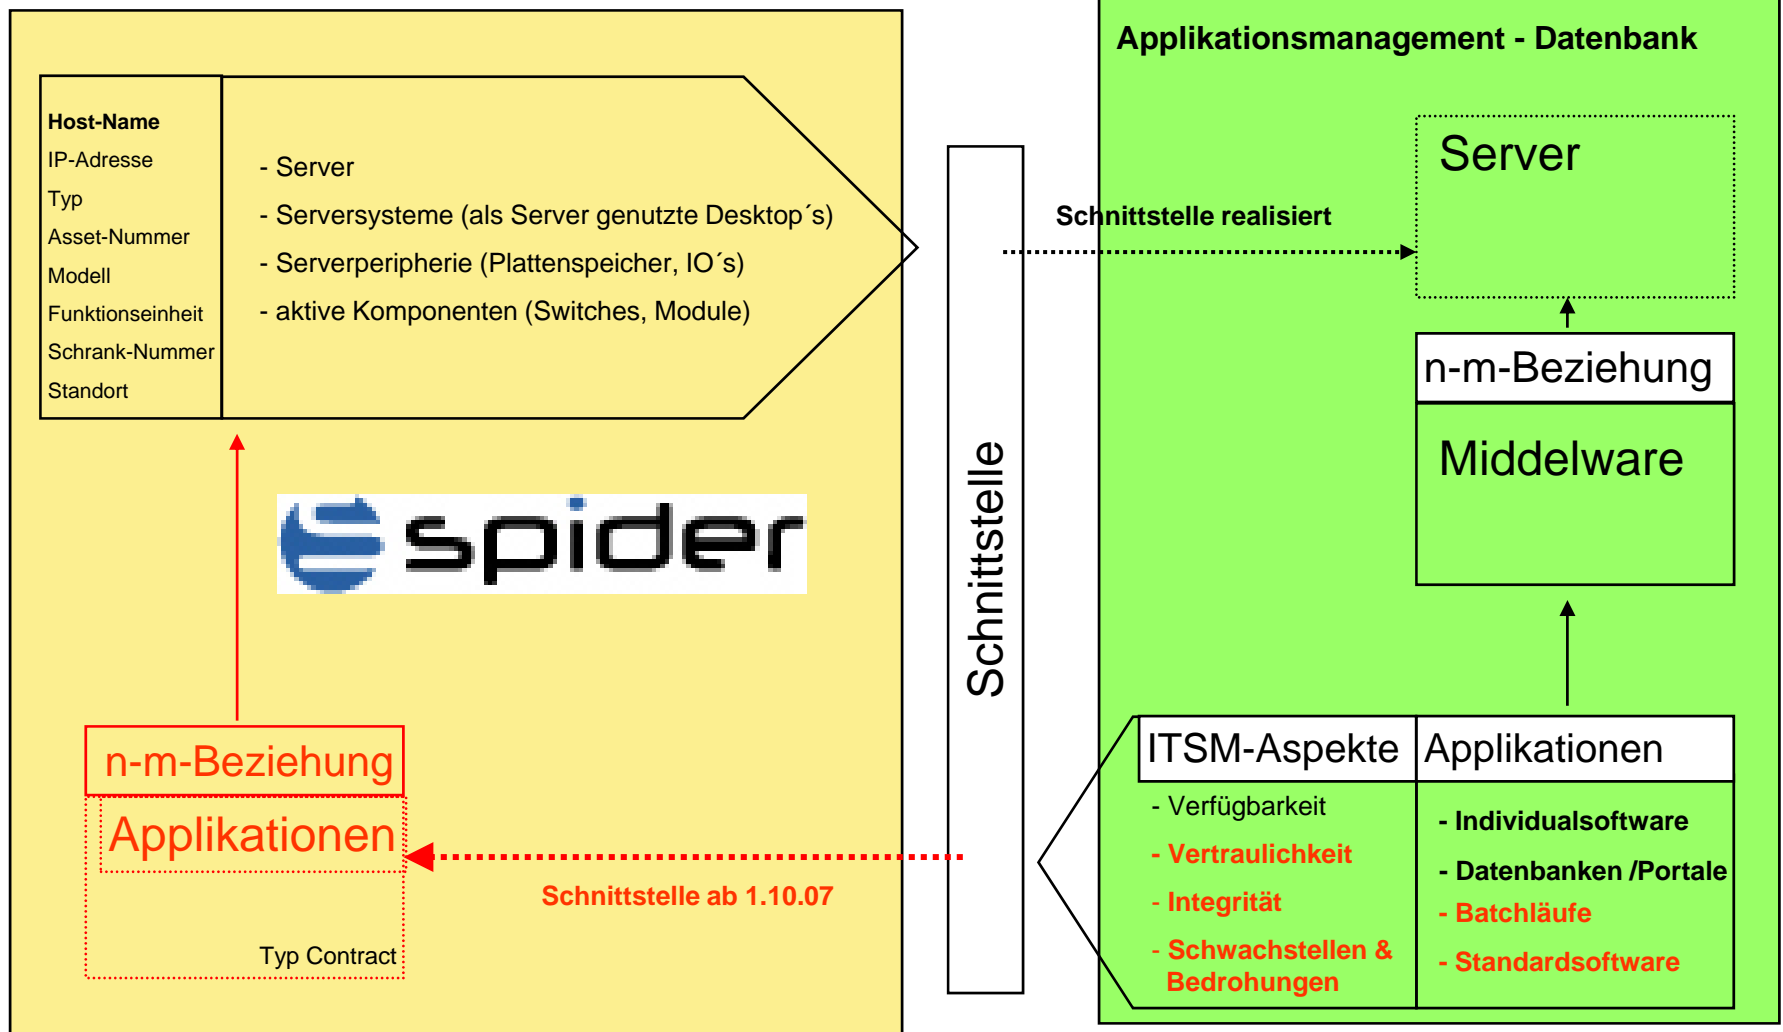 Host-Name
IP-Adresse
Typ
Asset-Nummer
Modell
Funktionseinheit
Schrank-Nummer
Standort
- Server
- Serversysteme (als Server genutzte Desktop´s)
- Serverperipherie (Plattenspeicher, IO´s)
- aktive Komponenten (Switches, Module)
spider
n-m-Beziehung
Applikationen
Typ Contract
Schnittstelle ab 1.10.07
Schnittstelle
Schnittstelle realisiert
Applikationsmanagement - Datenbank
Server
n-m-Beziehung
Middelware
ITSM-Aspekte
- Verfügbarkeit
- Vertraulichkeit
- Integrität
- Schwachstellen &
Bedrohungen
Applikationen
- Individualsoftware
- Datenbanken /Portale
- Batchläufe
- Standardsoftware